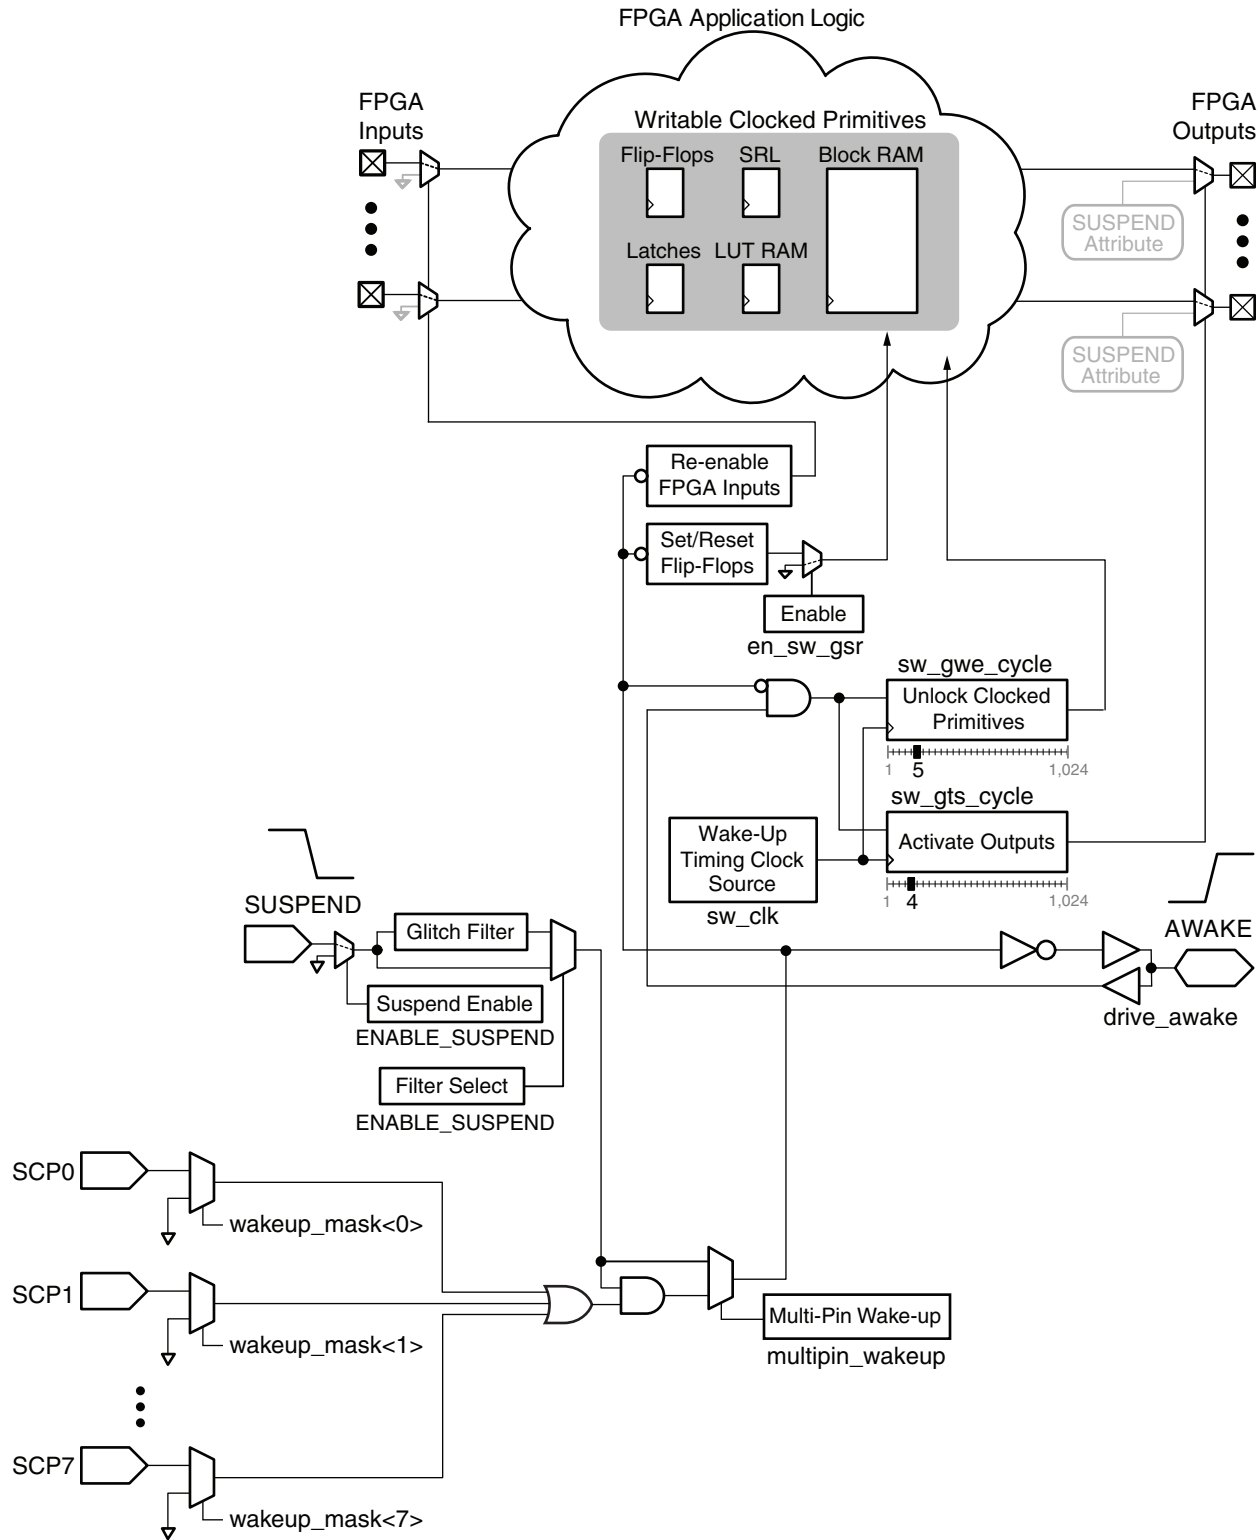 FPGA Application Logic
FPGA
Inputs
FPGA
Outputs
Writable Clocked Primitives
Flip-Flops
SRL
Block RAM
Latches
LUT RAM
SUSPEND
Attribute
SUSPEND
Attribute
Re-enable
FPGA Inputs
Set/Reset
Flip-Flops
Enable
en_sw_gsr
sw_gwe_cycle
Unlock Clocked
Primitives
1
5
1,024
sw_gts_cycle
Activate Outputs
1
4
1,024
Wake-Up
Timing Clock
Source
sw_clk
SUSPEND
Glitch Filter
Suspend Enable
ENABLE_SUSPEND
Filter Select
ENABLE_SUSPEND
AWAKE
drive_awake
SCP0
wakeup_mask<0>
SCP1
wakeup_mask<1>
Multi-Pin Wake-up
multipin_wakeup
SCP7
wakeup_mask<7>